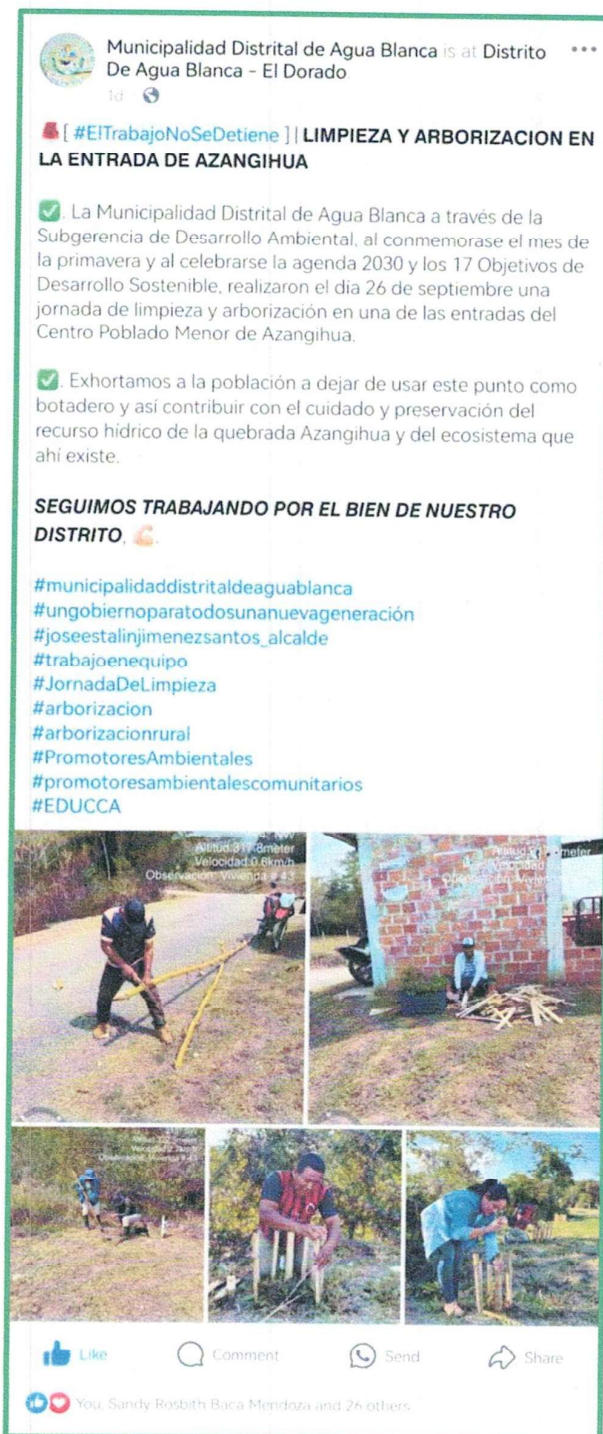 Municipalidad Distrital de Agua Blanca is at Distrito
De Agua Blanca - El Dorado
1d
[ #ElTrabajoNoSeDetiene ] | LIMPIEZA Y ARBORIZACION EN
LA ENTRADA DE AZANGIHUA
✅. La Municipalidad Distrital de Agua Blanca a través de la
Subgerencia de Desarrollo Ambiental, al conmemorase el mes de
la primavera y al celebrarse la agenda 2030 y los 17 Objetivos de
Desarrollo Sostenible, realizaron el dia 26 de septiembre una
jornada de limpieza y arborización en una de las entradas del
Centro Poblado Menor de Azangihua.
✅. Exhortamos a la población a dejar de usar este punto como
botadero y así contribuir con el cuidado y preservación del
recurso hídrico de la quebrada Azangihua y del ecosistema que
ahí existe.
SEGUIMOS TRABAJANDO POR EL BIEN DE NUESTRO
DISTRITO. 💪🏻.
#municipalidaddistritaldeaguablanca
#ungobiernoparatodosunanuevageneración
#joseestalinjimenezsantos_alcalde
#trabajoenequipo
#JornadaDeLimpieza
#arborizacion
#arborizacionrural
#PromotoresAmbientales
#promotoresambientalescomunitarios
#EDUCCA
Altitud:317.8meter
Velocidad:0.6km/h
Observación: Vivienda # 43
Velocidad
Like
Comment
Send
Share
You, Sandy Rosbith Baca Mendoza and 26 others